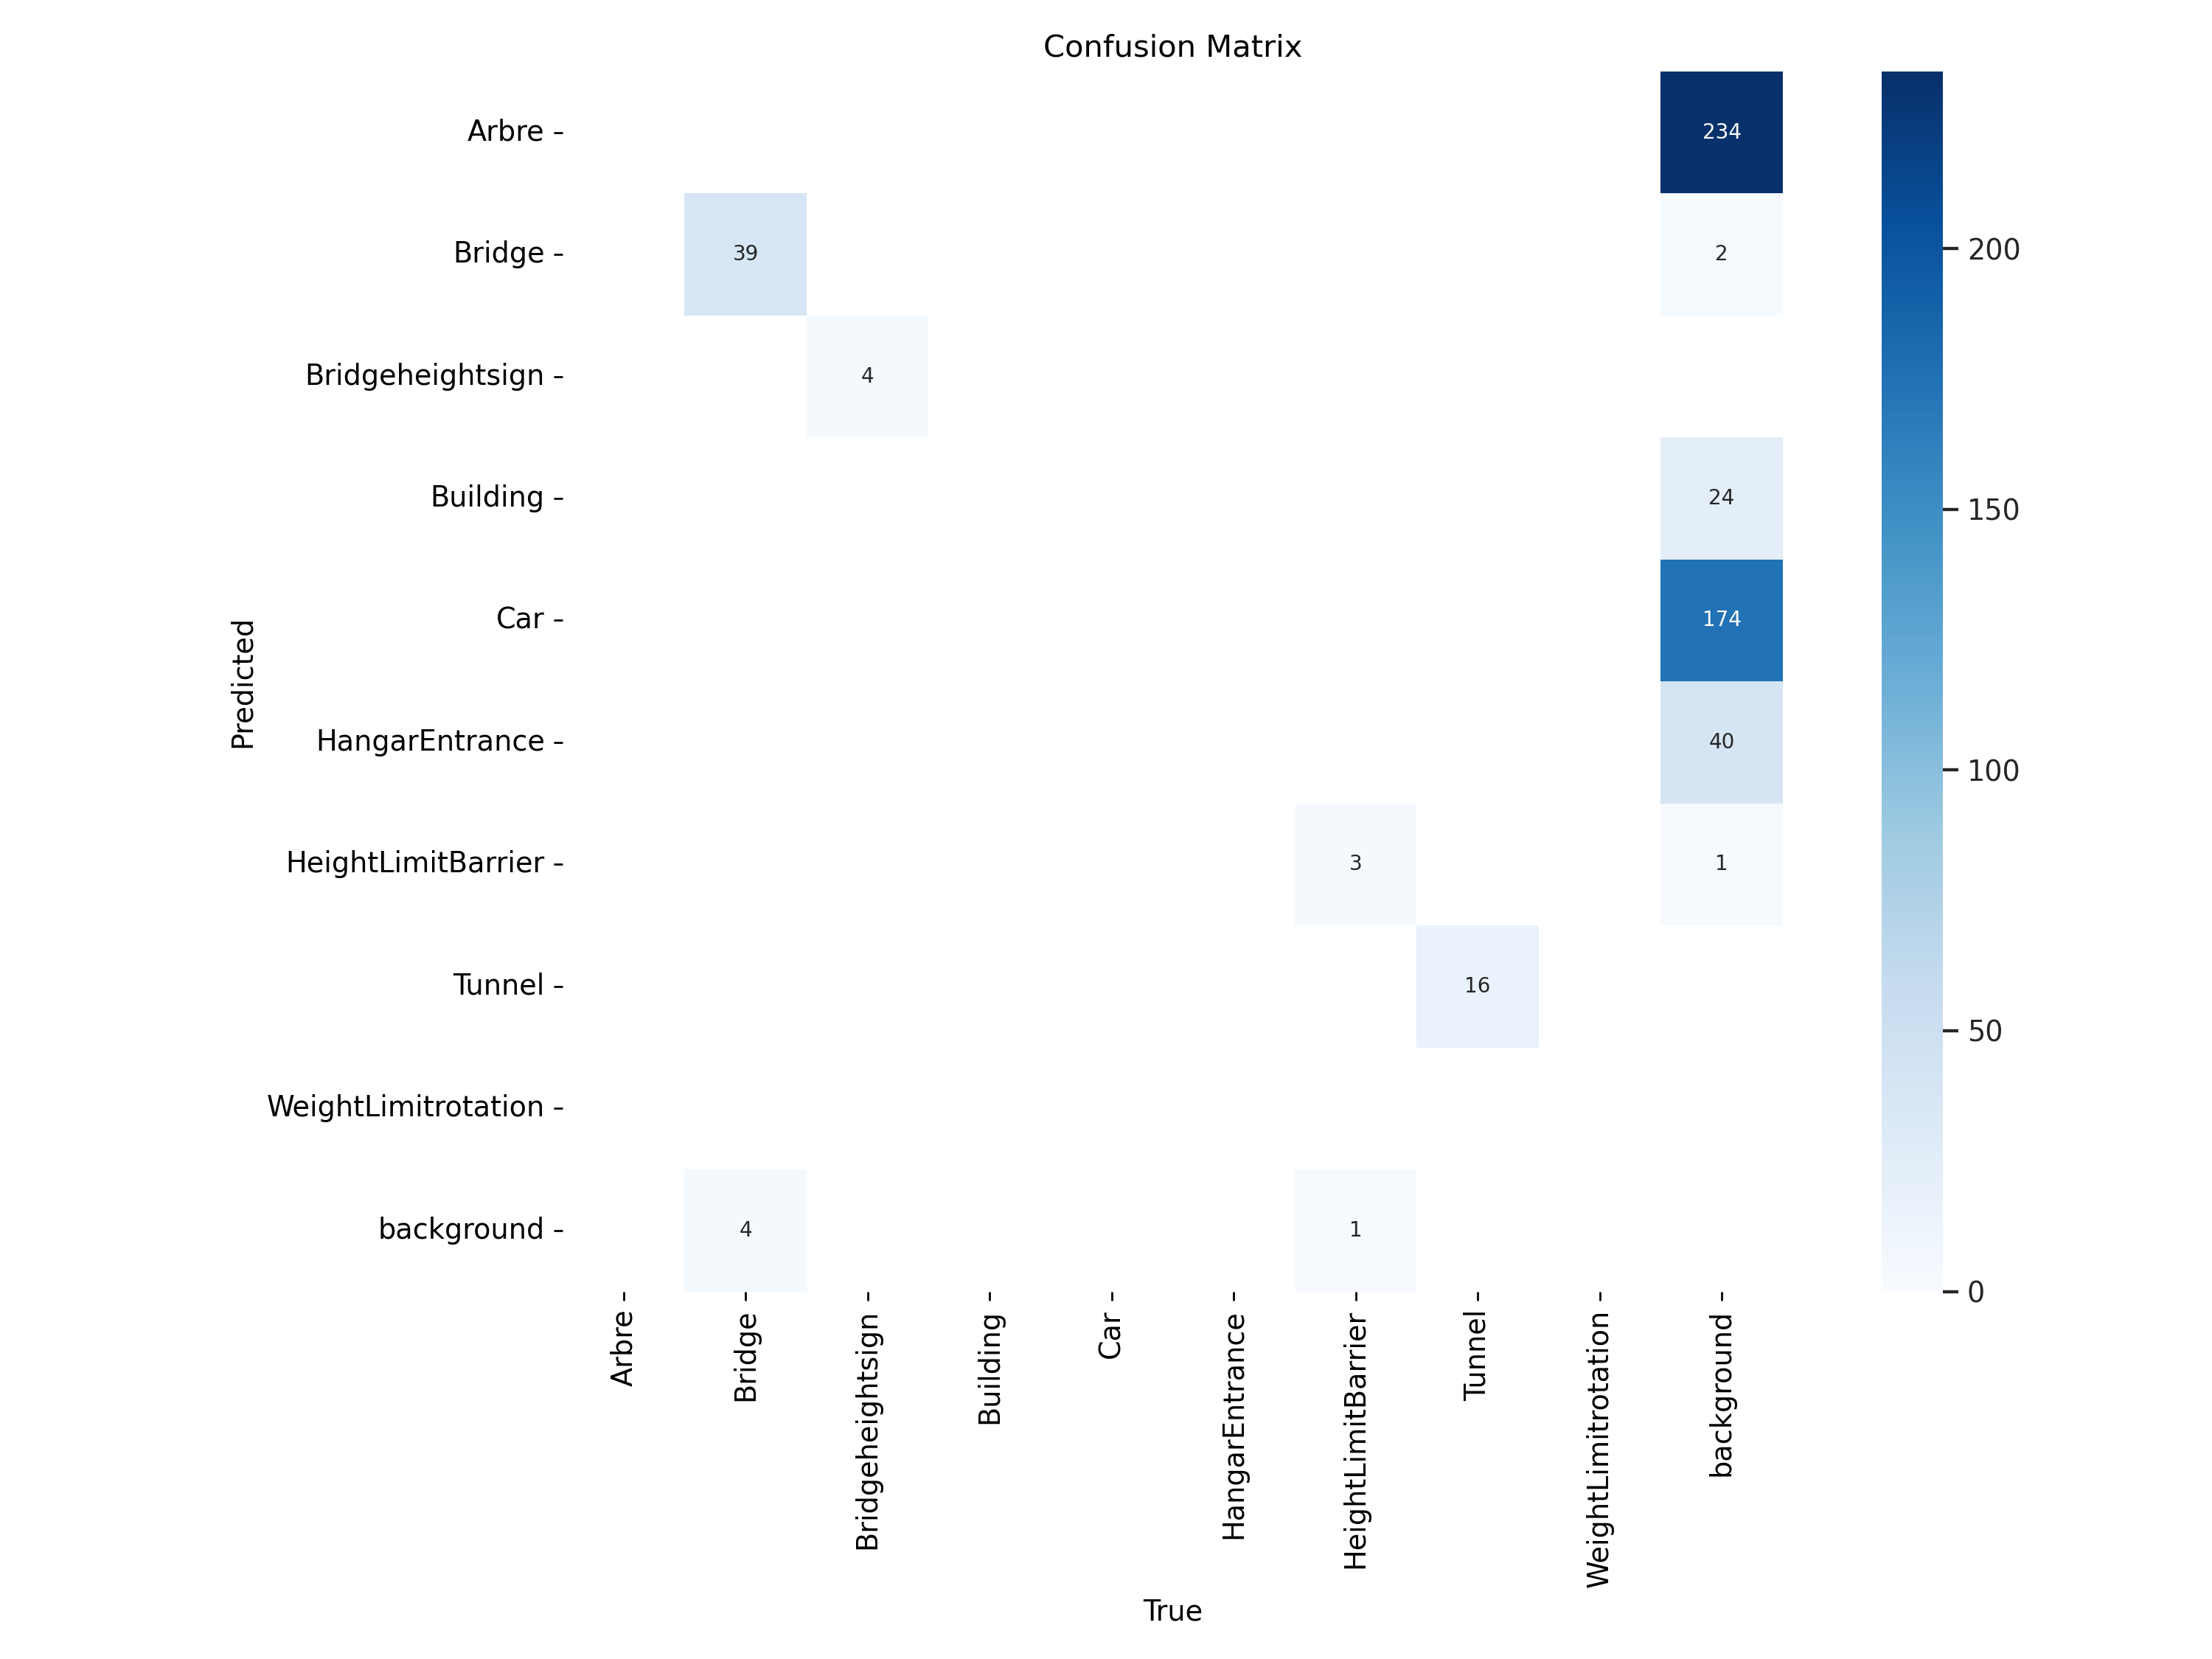 Confusion Matrix
Arbre
234
Bridge
39
2
200
Bridgeheightsign
4
Building
24
150
Car
174
Predicted
HangarEntrance
40
100
HeightLimitBarrier
3
1
Tunnel
16
50
WeightLimitrotation
background
4
1
0
Arbre
Bridge
Bridgeheightsign
Building
Car
HangarEntrance
HeightLimitBarrier
Tunnel
WeightLimitrotation
background
True